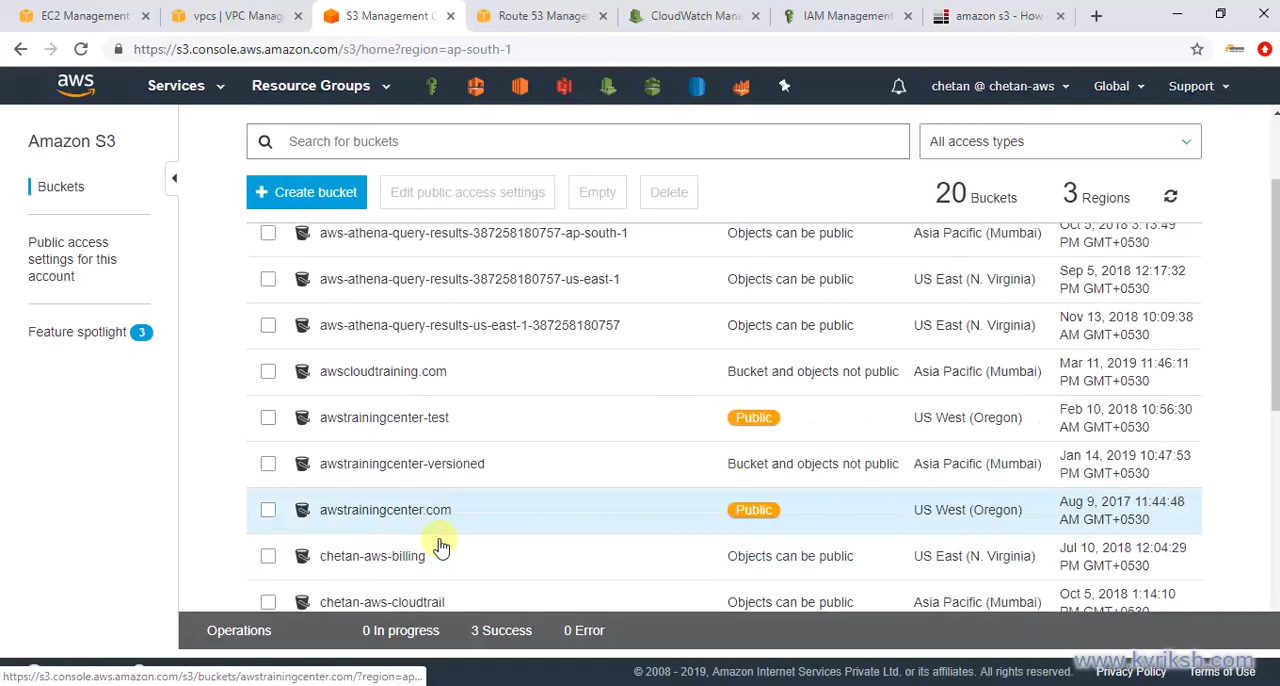 EC2 Management
vpcs | VPC Manag
S3 Management C
Route 53 Manageme
CloudWatch Mana
IAM Management
amazon s3 - How
https://s3.console.aws.amazon.com/s3/home?region=ap-south-1
aws
Services
Resource Groups
chetan @ chetan-aws
Global
Support
Amazon S3
Buckets
Public access
settings for this
account
Feature spotlight 3
Search for buckets
All access types
+ Create bucket
Edit public access settings
Empty
Delete
20 Buckets
3 Regions
aws-athena-query-results-387258180757-ap-south-1 Objects can be public Asia Pacific (Mumbai) Oct 5, 2018 3:13:49
PM GMT+0530
aws-athena-query-results-387258180757-us-east-1 Objects can be public US East (N. Virginia) Sep 5, 2018 12:17:32
PM GMT+0530
aws-athena-query-results-us-east-1-387258180757 Objects can be public US East (N. Virginia) Nov 13, 2018 10:09:38
AM GMT+0530
awscloudtraining.com Bucket and objects not public Asia Pacific (Mumbai) Mar 11, 2019 11:46:11
PM GMT+0530
awstrainingcenter-test Public US West (Oregon) Feb 10, 2018 10:56:30
AM GMT+0530
awstrainingcenter-versioned Bucket and objects not public Asia Pacific (Mumbai) Jan 14, 2019 10:47:53
PM GMT+0530
awstrainingcenter.com Public US West (Oregon) Aug 9, 2017 11:44:48
AM GMT+0530
chetan-aws-billing Objects can be public US East (N. Virginia) Jul 10, 2018 12:04:29
PM GMT+0530
chetan-aws-cloudtrail Objects can be public Asia Pacific (Mumbai) Oct 5, 2018 1:14:10
PM GMT+0530
Operations
0 In progress
3 Success
0 Error
© 2008 - 2019, Amazon Internet Services Private Ltd. or its affiliates. All rights reserved.
Privacy Policy
Terms of Use
www.kvriksh.com
https://s3.console.aws.amazon.com/s3/buckets/awstrainingcenter.com/?region=ap...